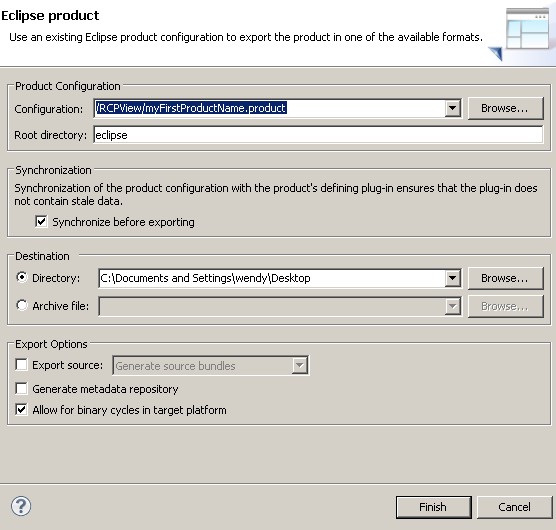 Eclipse product
Use an existing Eclipse product configuration to export the product in one of the available formats.
Product Configuration
Configuration: /RCPView/myFirstProductName.product Browse...
Root directory: eclipse
Synchronization
Synchronization of the product configuration with the product's defining plug-in ensures that the plug-in does
not contain stale data.
Synchronize before exporting
Destination
Directory: C:\Documents and Settings\wendy\Desktop Browse...
Archive file: Browse...
Export Options
Export source: Generate source bundles
Generate metadata repository
Allow for binary cycles in target platform
? Finish Cancel